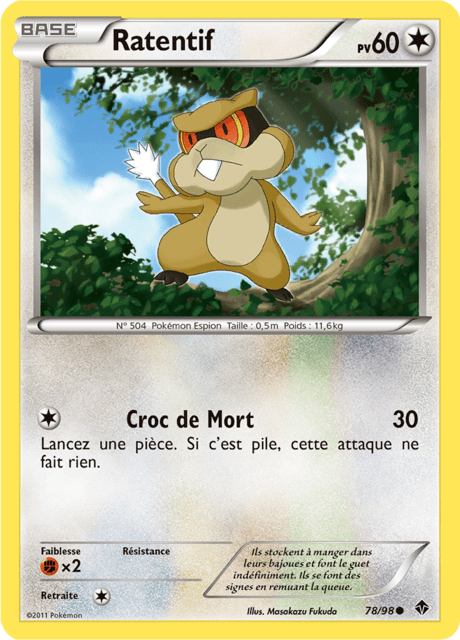 BASE
Ratentif
PV60
N° 504 Pokémon Espion Taille : 0,5m Poids : 11,6kg
Croc de Mort 30
Lancez une pièce. Si c'est pile, cette attaque ne
fait rien.
Faiblesse
Résistance
×2
Retraite
Ils stockent à manger dans
leurs bajoues et font le guet
indéfiniment. Ils se font des
signes en remuant la queue.
©2011 Pokémon
Illus. Masakazu Fukuda
78/98